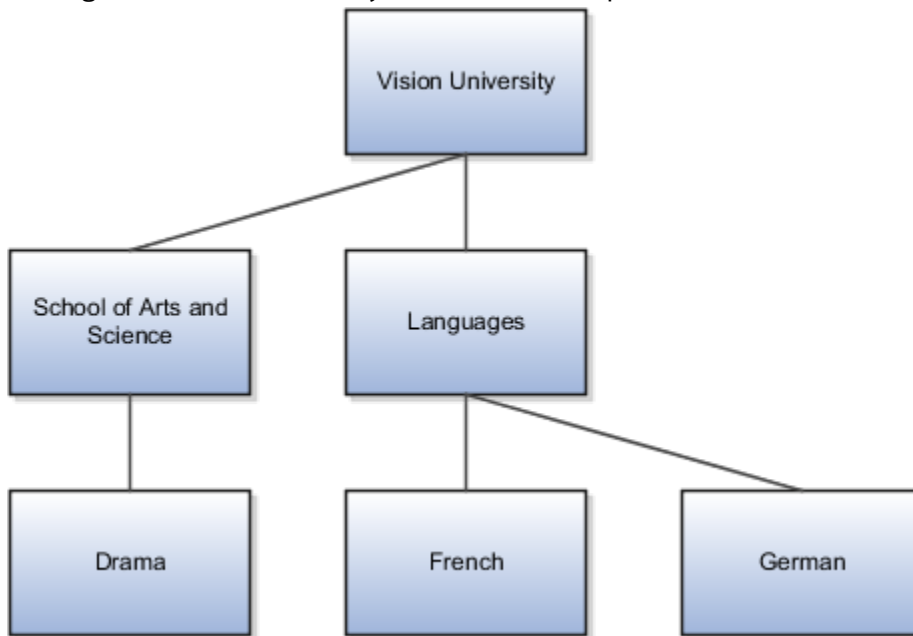 Vision University
School of Arts and
Science
Languages
Drama
French
German